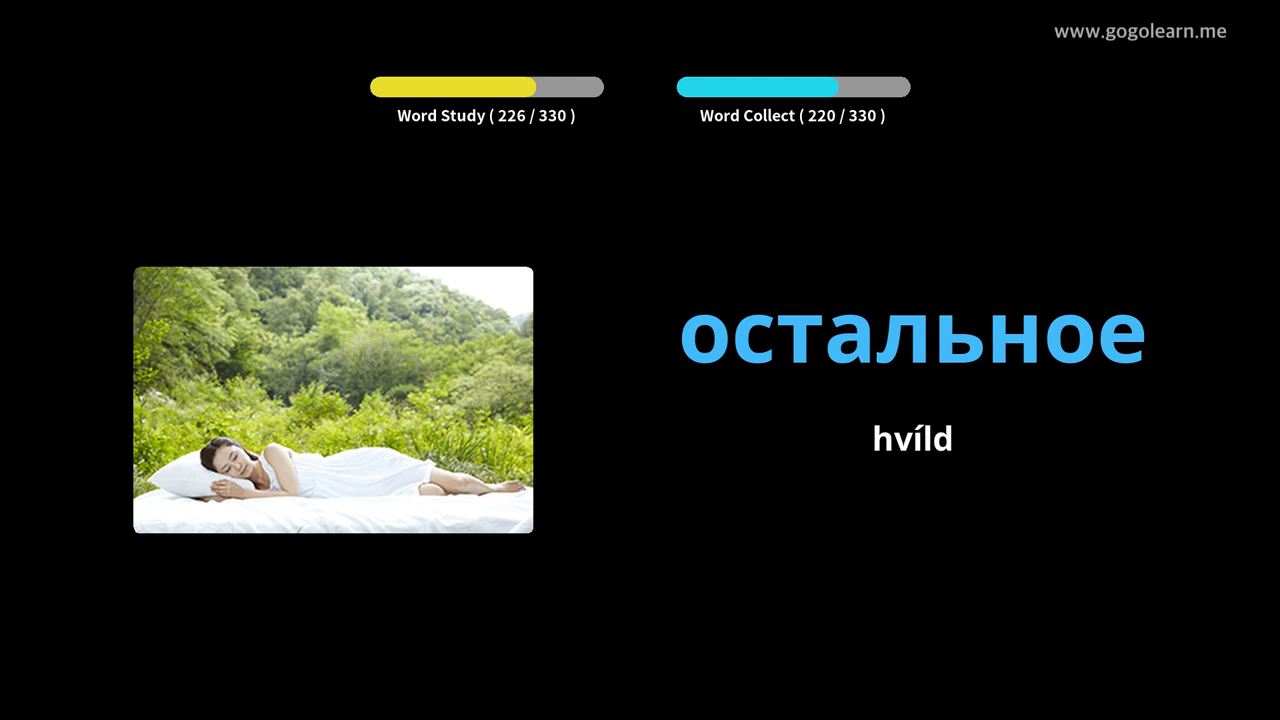 www.gogolearn.me
Word Study ( 226 / 330 )
Word Collect ( 220 / 330 )
остальное
hvíld